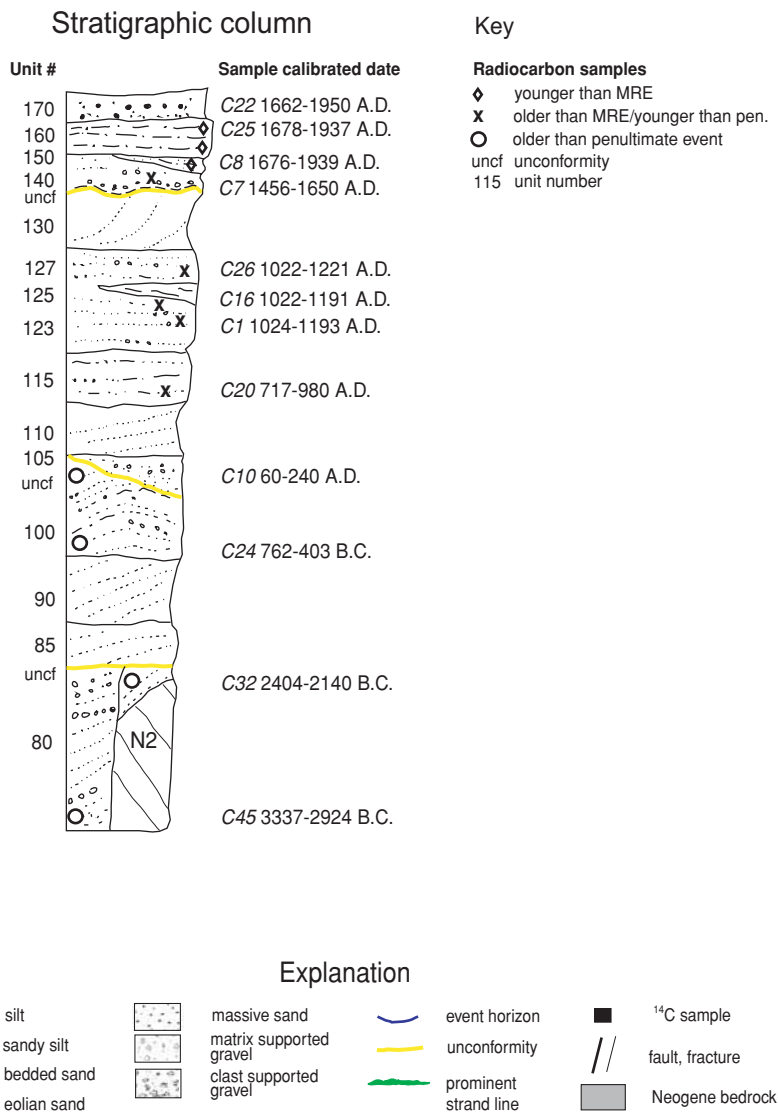 Stratigraphic column
Key
Unit #
Sample calibrated date
Radiocarbon samples
younger than MRE
x older than MRE/younger than pen.
older than penultimate event
uncf unconformity
115 unit number
170
C22 1662-1950 A.D.
160
C25 1678-1937 A.D.
150
C8 1676-1939 A.D.
140
uncf
C7 1456-1650 A.D.
130
127
C26 1022-1221 A.D.
125
C16 1022-1191 A.D.
123
C1 1024-1193 A.D.
115
C20 717-980 A.D.
110
105
uncf
C10 60-240 A.D.
100
C24 762-403 B.C.
90
85
uncf
C32 2404-2140 B.C.
80
N2
C45 3337-2924 B.C.
x
x
x
x
x
Explanation
silt
sandy silt
bedded sand
eolian sand
massive sand
matrix supported
gravel
clast supported
gravel
event horizon
unconformity
prominent
strand line
14C sample
fault, fracture
Neogene bedrock